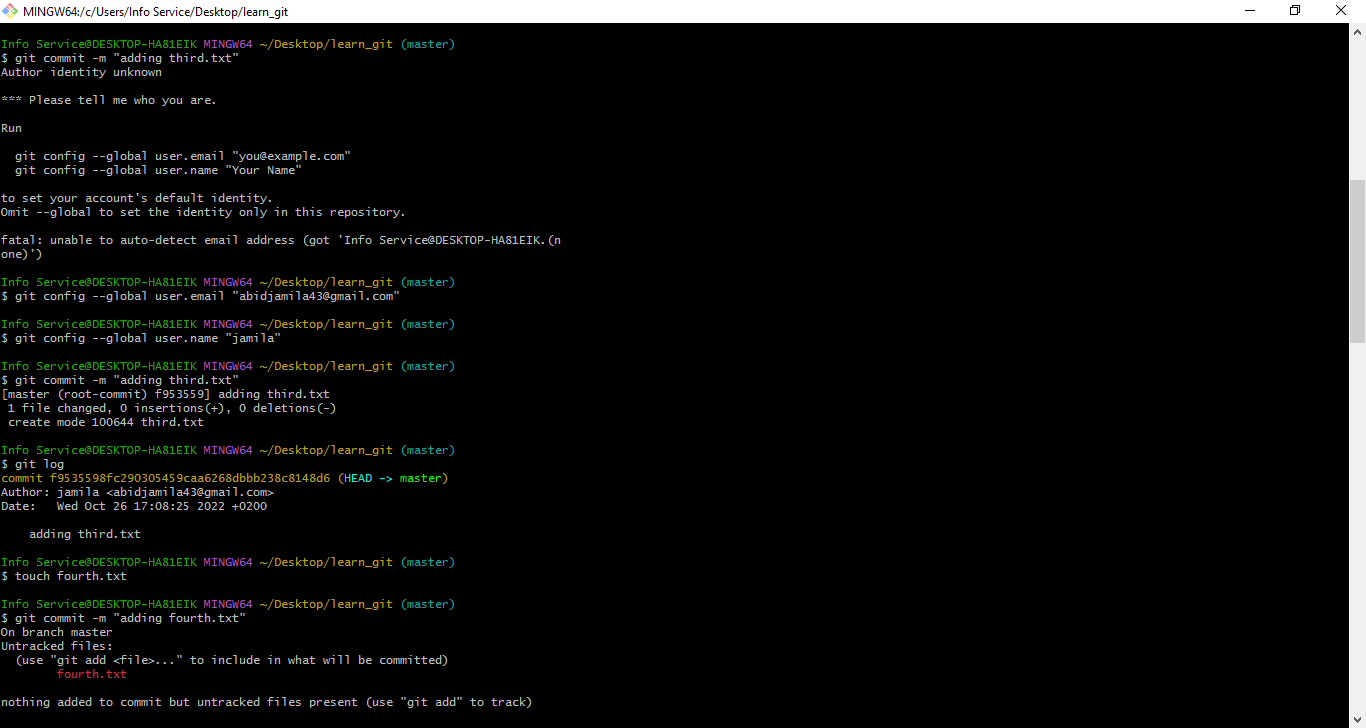 MINGW64:/c/Users/Info Service/Desktop/learn_git
Info Service@DESKTOP-HA81EIK MINGW64 ~/Desktop/learn_git (master)
$ git commit -m "adding third.txt"
Author identity unknown
*** Please tell me who you are.
Run
git config --global user.email "you@example.com"
git config --global user.name "Your Name"
to set your account's default identity.
Omit --global to set the identity only in this repository.
fatal: unable to auto-detect email address (got 'Info Service@DESKTOP-HA81EIK.(n
one)')
Info Service@DESKTOP-HA81EIK MINGW64 ~/Desktop/learn_git (master)
$ git config --global user.email "abidjamila43@gmail.com"
Info Service@DESKTOP-HA81EIK MINGW64 ~/Desktop/learn_git (master)
$ git config --global user.name "jamila"
Info Service@DESKTOP-HA81EIK MINGW64 ~/Desktop/learn_git (master)
$ git commit -m "adding third.txt"
[master (root-commit) f953559] adding third.txt
1 file changed, 0 insertions(+), 0 deletions(-)
create mode 100644 third.txt
Info Service@DESKTOP-HA81EIK MINGW64 ~/Desktop/learn_git (master)
$ git log
commit f9535598fc290305459caa6268dbbb238c8148d6 (HEAD -> master)
Author: jamila <abidjamila43@gmail.com>
Date:   Wed Oct 26 17:08:25 2022 +0200
adding third.txt
Info Service@DESKTOP-HA81EIK MINGW64 ~/Desktop/learn_git (master)
$ touch fourth.txt
Info Service@DESKTOP-HA81EIK MINGW64 ~/Desktop/learn_git (master)
$ git commit -m "adding fourth.txt"
On branch master
Untracked files:
(use "git add <file>..." to include in what will be committed)
fourth.txt
nothing added to commit but untracked files present (use "git add" to track)